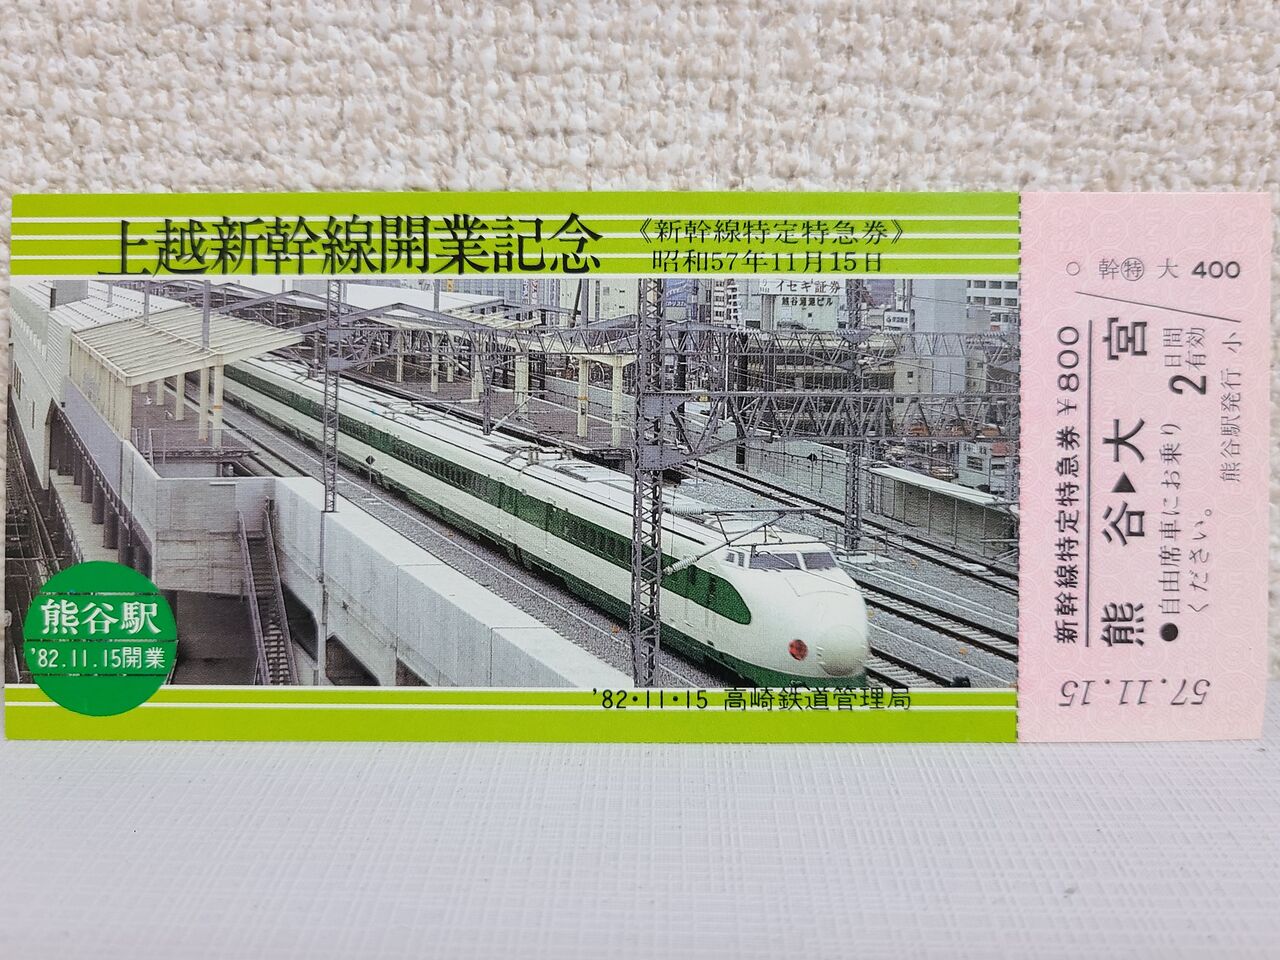 上越新幹線開業記念
《新幹線特定特急券》
昭和57年11月15日
イセキ証券
熊谷駅
'82.11.15開業
'82・11・15 高崎鉄道管理局
○ 幹㊕ 大 400
新幹線特定特急券 ¥800
熊谷▶大宮
2日間有効
●自由席車にお乗り
ください。
熊谷駅発行 小
57.11.15